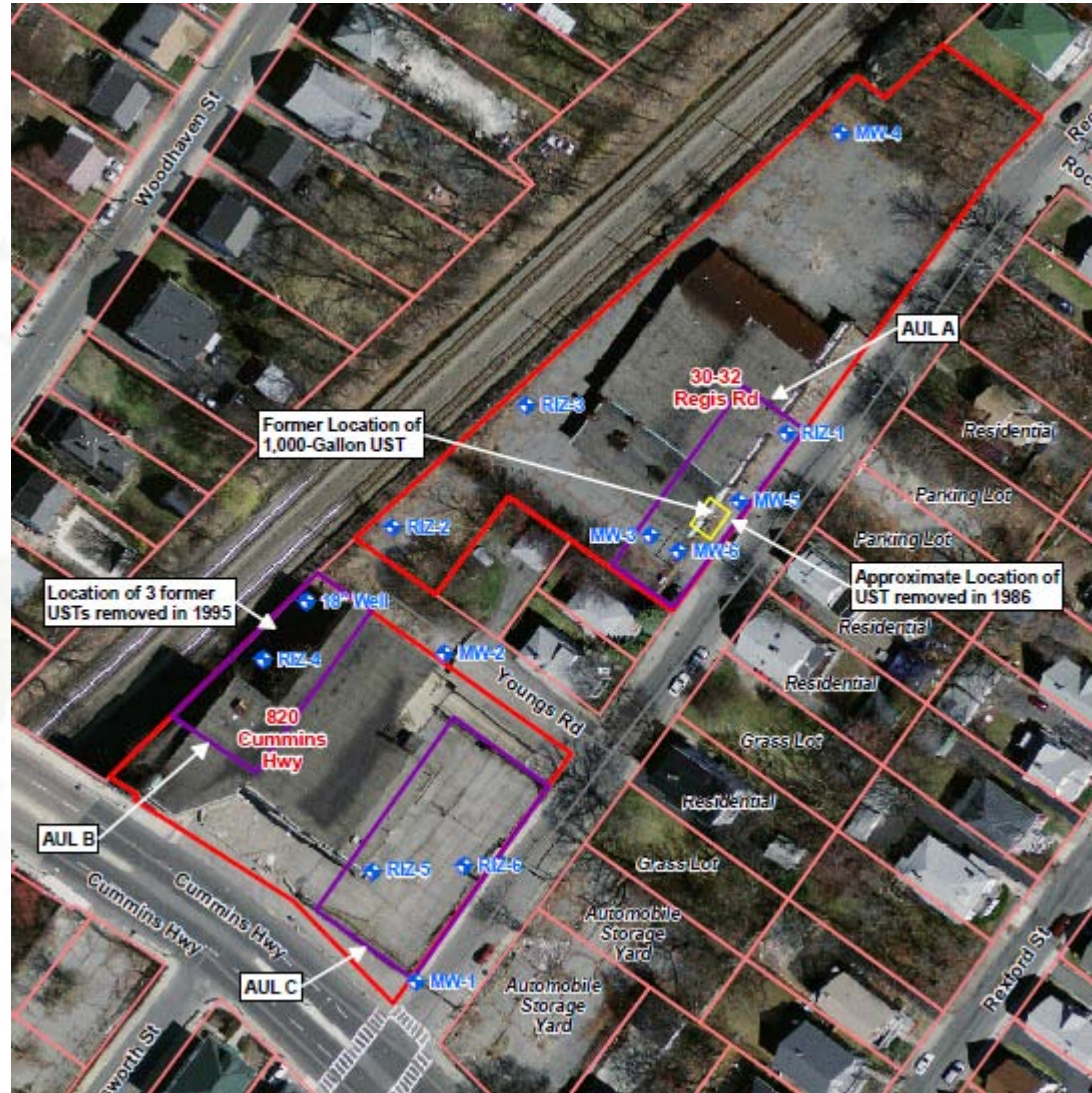 Woodhaven St
MW-4
Roc
AUL A
30-32
Regis Rd
RIZ-3
RIZ-1
Former Location of
1,000-Gallon UST
Residential
Parking Lot
MW-5
RIZ-2
MW-3
MW-6
Parking Lot
Location of 3 former
USTs removed in 1995
18" Well
Approximate Location of
UST removed in 1986
Residential
RIZ-4
MW-2
Youngs Rd
Residential
820
Cummins
Hwy
Grass Lot
Residential
AUL B
RIZ-5
RIZ-6
Grass Lot
Cummins Hwy
Cummins Hwy
Automobile
Storage
Yard
AUL C
MW-1
Automobile
Storage
Yard
Rexford St
worth St